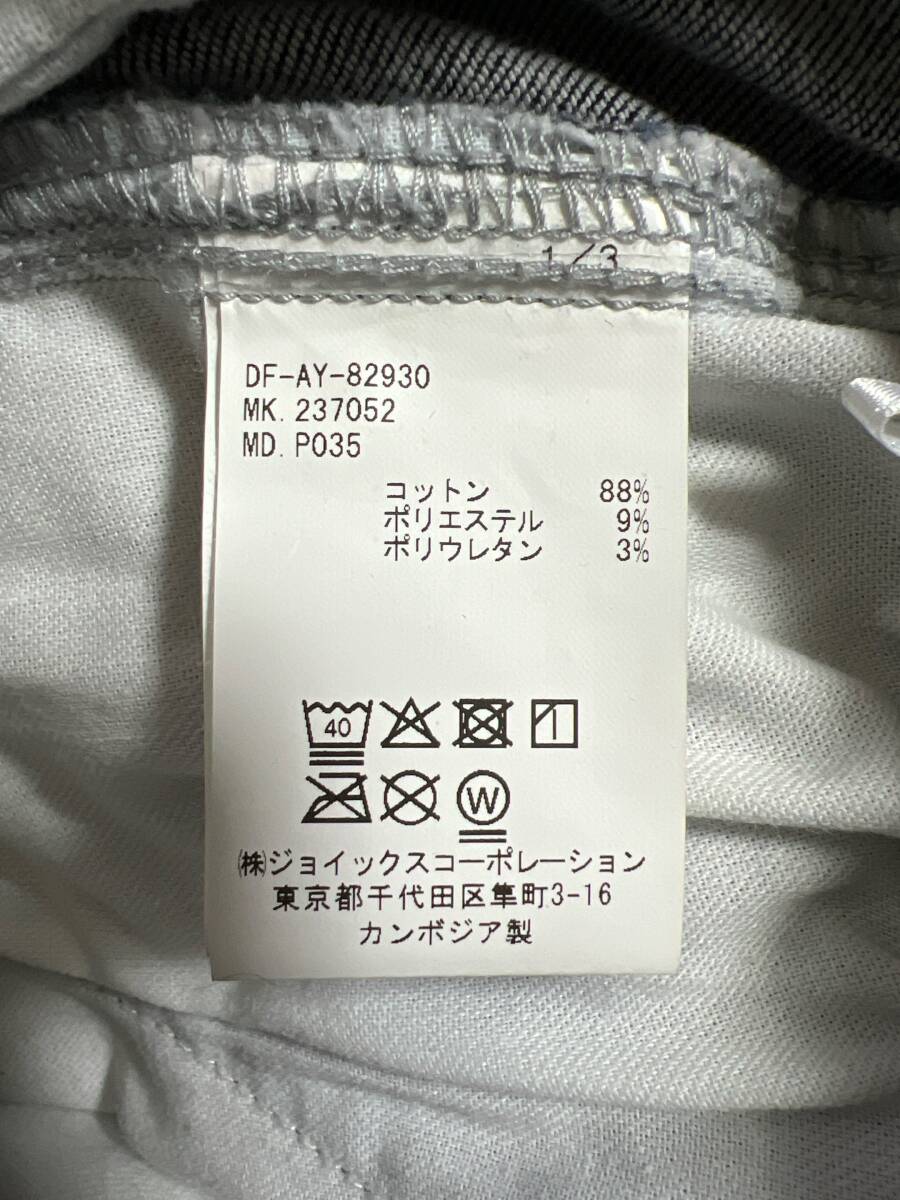 1/3
DF-AY-82930
MK. 237052
MD. P035
コットン 88%
ポリエステル 9%
ポリウレタン 3%
40
W
㈱ジョイックスコーポレーション
東京都千代田区隼町3-16
カンボジア製